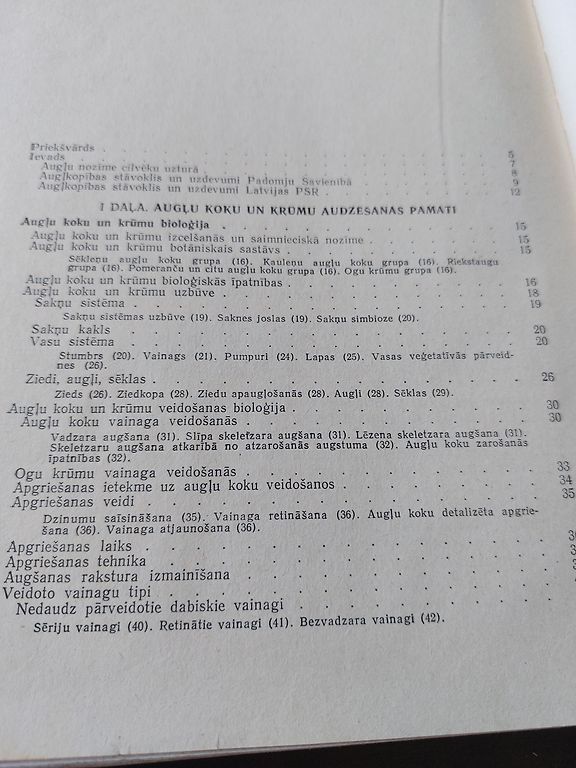 Priekšvārds . . . 5
Ievads . . . 7
Augļu nozīme cilvēku uzturā . . . 8
Augļkopības stāvoklis un uzdevumi Padomju Savienībā . . . 9
Augļkopības stāvoklis un uzdevumi Latvijas PSR . . . 12
I DAĻA. AUGĻU KOKU UN KRŪMU AUDZĒŠANAS PAMATI
Augļu koku un krūmu bioloģija . . . 15
Augļu koku un krūmu izcelšanās un saimnieciskā nozīme . . . 15
Augļu koku un krūmu botāniskais sastāvs . . . 15
Sēkleņu augļu koku grupa (16). Kauleņu augļu koku grupa (16). Riekstaugu
grupa (16). Pomeranču un citu augļu koku grupa (16). Ogu krūmu grupa (16).
Augļu koku un krūmu bioloģiskās īpatnības . . . 16
Augļu koku un krūmu uzbūve . . . 18
Sakņu sistēma . . . 19
Sakņu sistēmas uzbūve (19). Saknes joslas (19). Sakņu simbioze (20).
Sakņu kakls . . . 20
Vasu sistēma . . . 20
Stumbrs (20). Vainags (21). Pumpuri (24). Lapas (25). Vasas veģetatīvās pārveid-
nes (26).
Ziedi, augļi, sēklas . . . 26
Zieds (26). Ziedkopa (28). Ziedu apaugļošanās (28). Augļi (28). Sēklas (29).
Augļu koku un krūmu veidošanas bioloģija . . . 30
Augļu koku vainaga veidošanās . . . 30
Vadzara augšana (31). Slīpa skeletzara augšana (31). Lēzena skeletzara augšana (31).
Skeletzaru augšana atkarībā no atzarošanās augstuma (32). Augļu koku zarošanās
īpatnības (32).
Ogu krūmu vainaga veidošanās . . . 33
Apgriešanas ietekme uz augļu koku veidošanos . . . 34
Apgriešanas veidi . . . 35
Dzinumu saīsināšana (35). Vainaga retināšana (36). Augļu koku detalizēta apgrie-
šana (36). Vainaga atjaunošana (36).
Apgriešanas laiks . . .
Apgriešanas tehnika . . .
Augšanas rakstura izmainīšana . . .
Veidoto vainagu tipi . . .
Nedaudz pārveidotie dabiskie vainagi . . .
Sēriju vainagi (40). Retinātie vainagi (41). Bezvadzara vainagi (42).